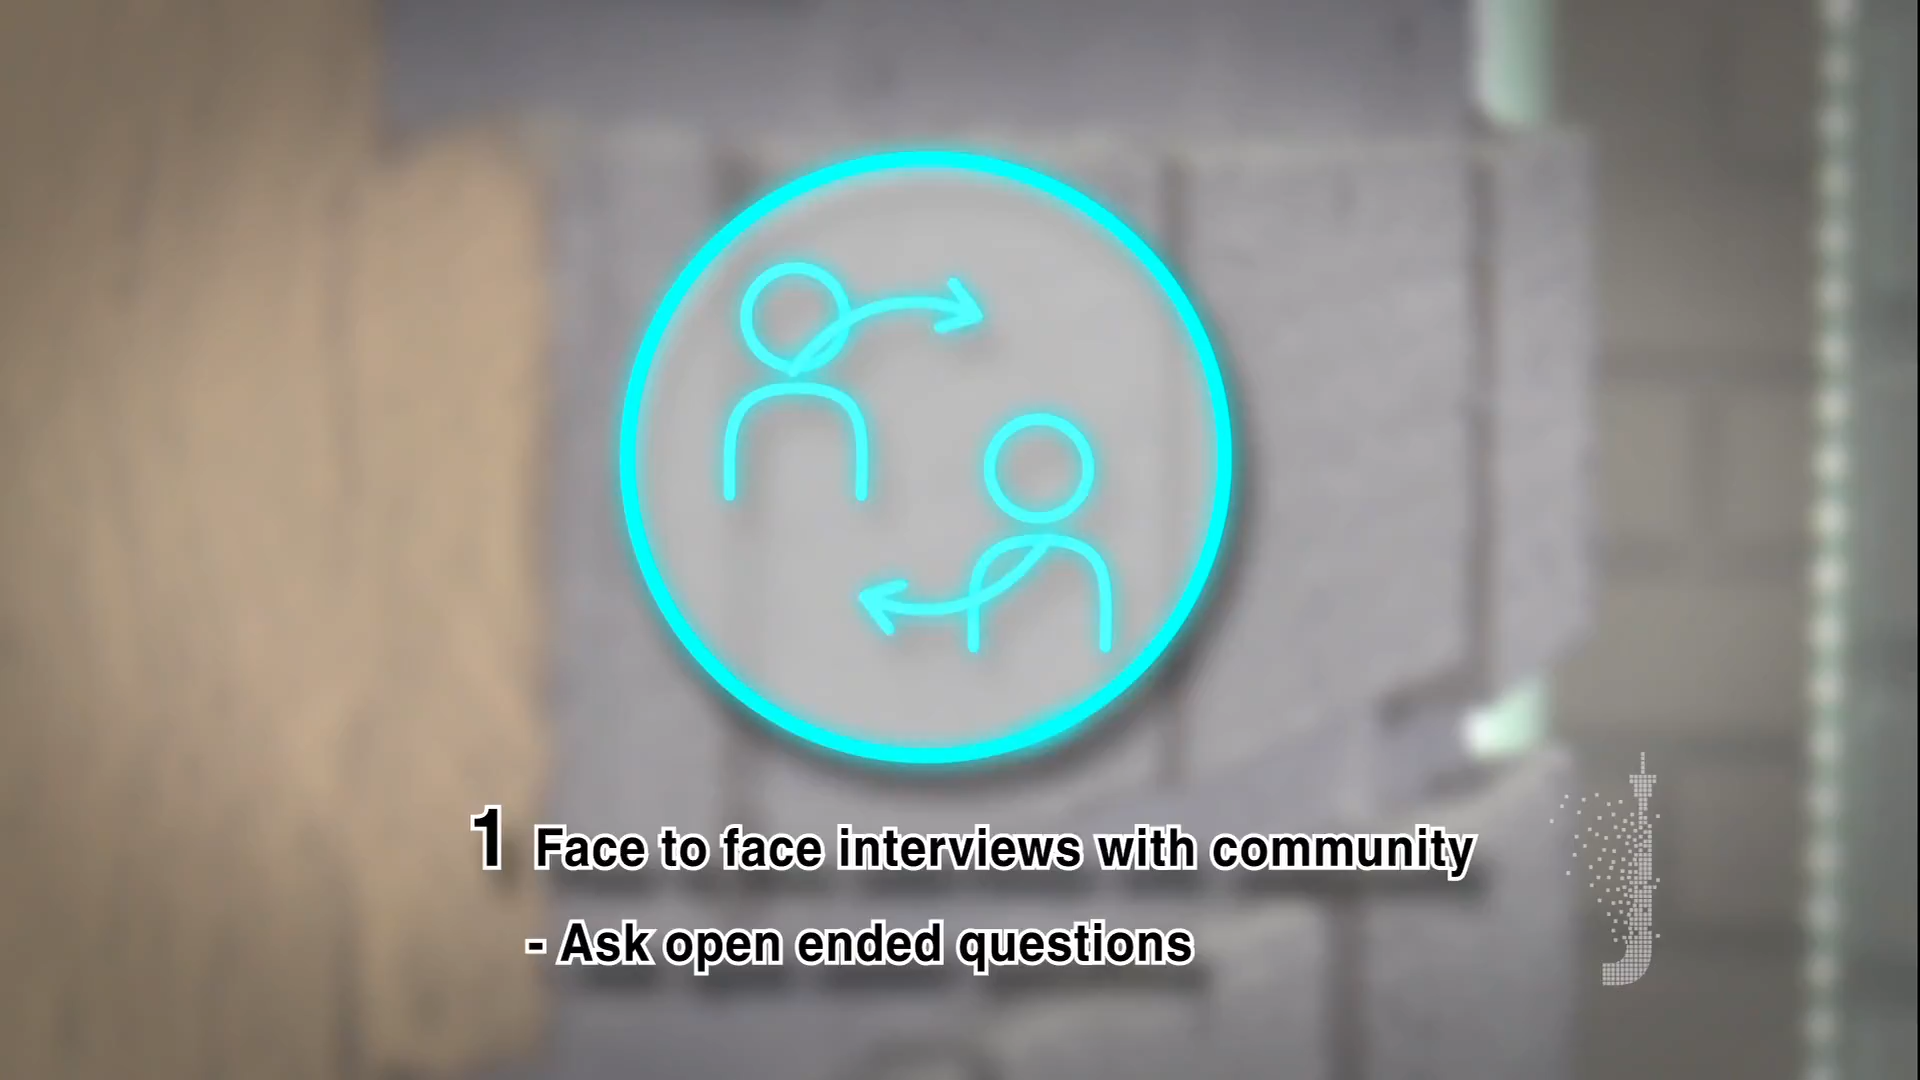 1 Face to face interviews with community
- Ask open ended questions